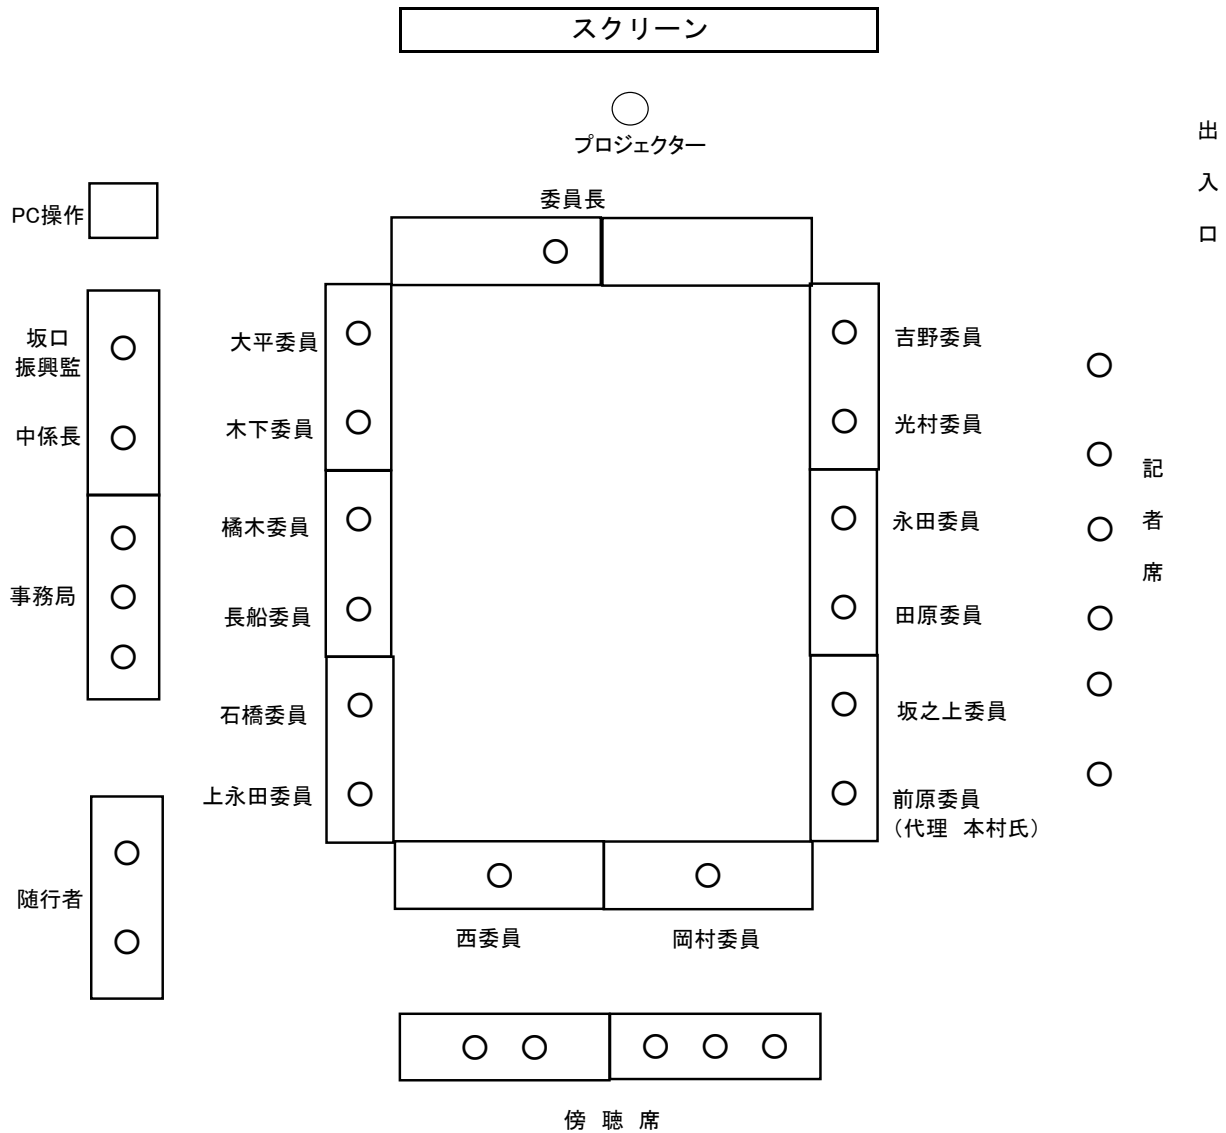 スクリーン
プロジェクター
出入口
委員長
PC操作
坂口
振興監
中係長
事務局
随行者
大平委員
木下委員
橘木委員
長船委員
石橋委員
上永田委員
吉野委員
光村委員
永田委員
田原委員
坂之上委員
前原委員
（代理　本村氏）
記者席
西委員
岡村委員
傍 聴 席